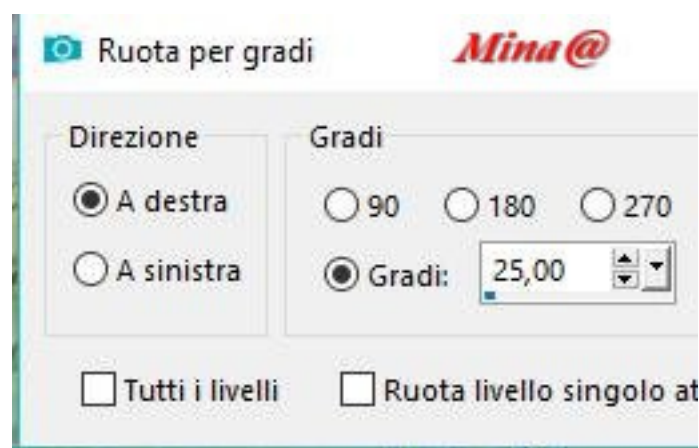 Ruota per gradi Mina@
Direzione Gradi
A destra 90 180 270
A sinistra Gradi: 25,00
Tutti i livelli Ruota livello singolo at